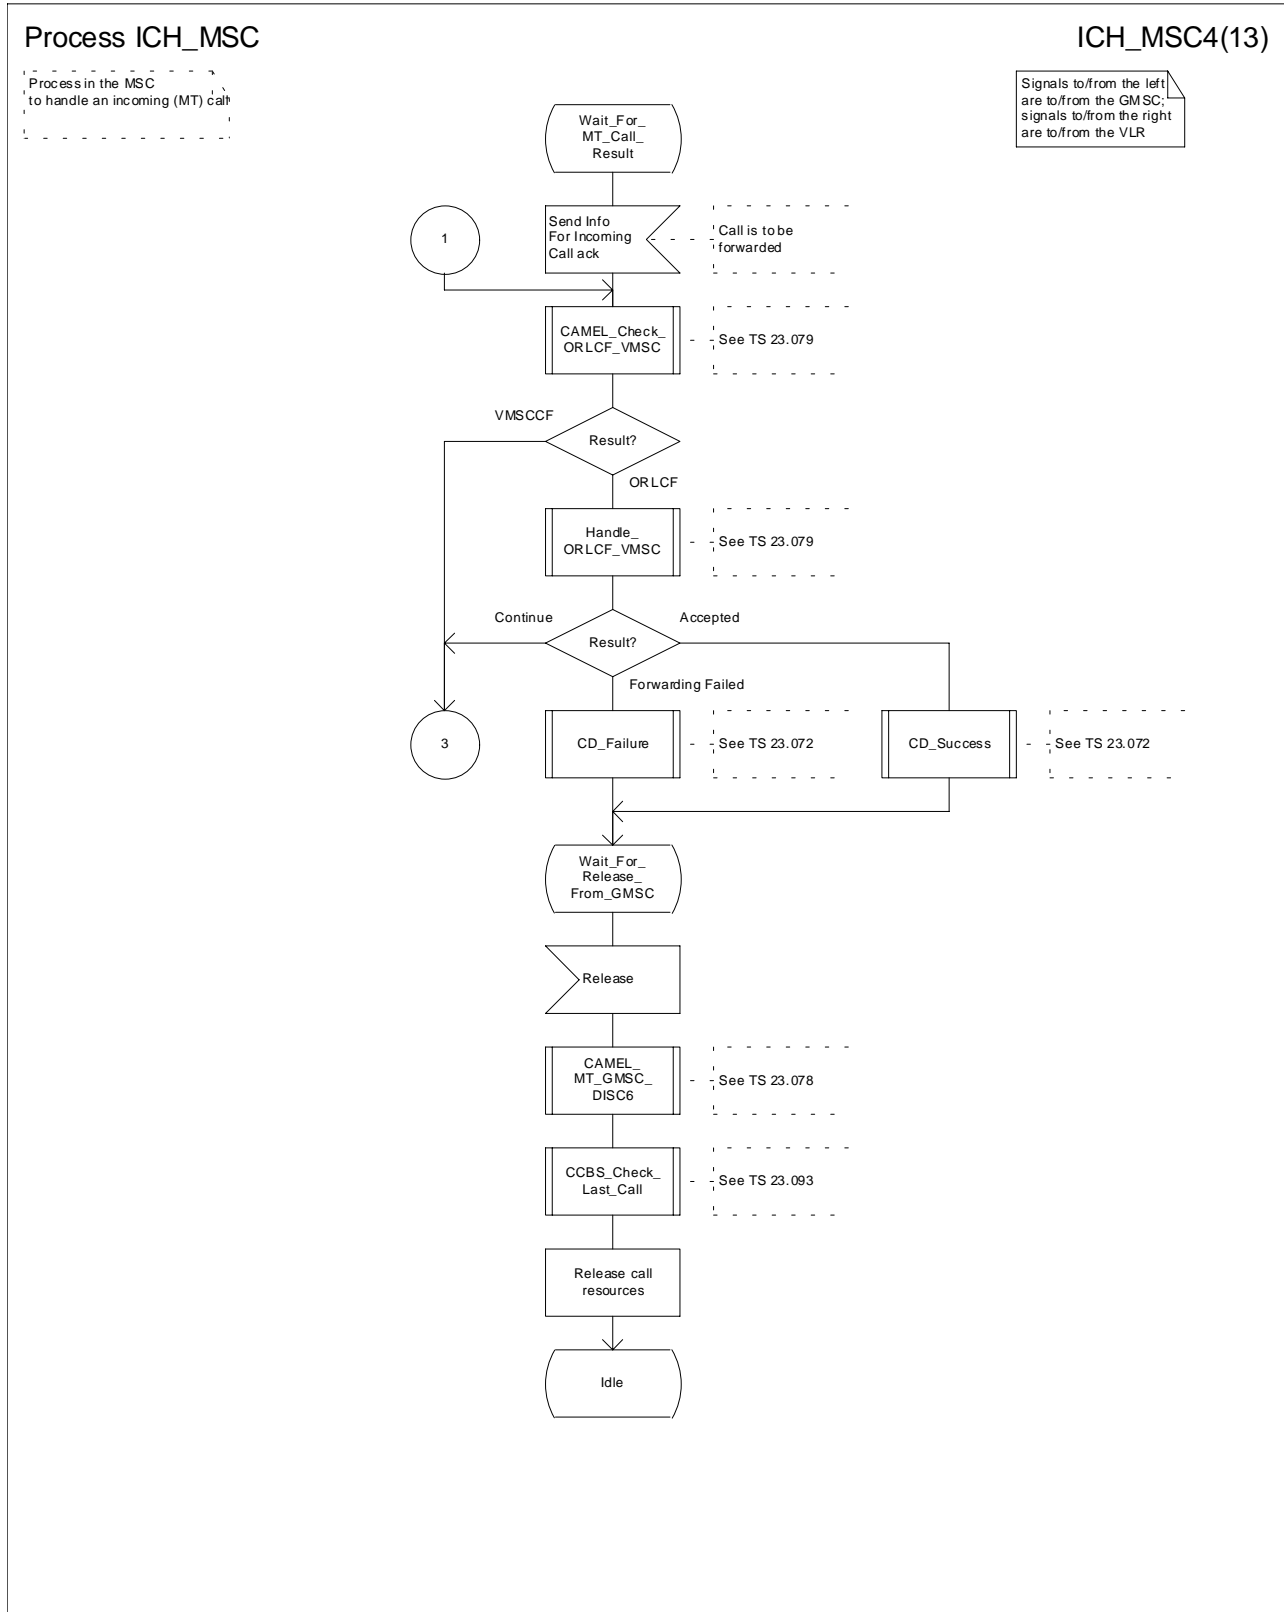 Process ICH_MSC
ICH_MSC4(13)
Process in the MSC
to handle an incoming (MT) call
Signals to/from the left
are to/from the GMSC;
signals to/from the right
are to/from the VLR
Wait_For_
MT_Call_
Result
1
Send Info
For Incoming
Call ack
Call is to be
forwarded
CAMEL_Check_
ORLCF_VMSC
See TS 23.079
VMSCCF
Result?
ORLCF
Handle_
ORLCF_VMSC
See TS 23.079
Continue
Result?
Accepted
Forwarding Failed
3
CD_Failure
See TS 23.072
CD_Success
See TS 23.072
Wait_For_
Release_
From_GMSC
Release
CAMEL_
MT_GMSC_
DISC6
See TS 23.078
CCBS_Check_
Last_Call
See TS 23.093
Release call
resources
Idle